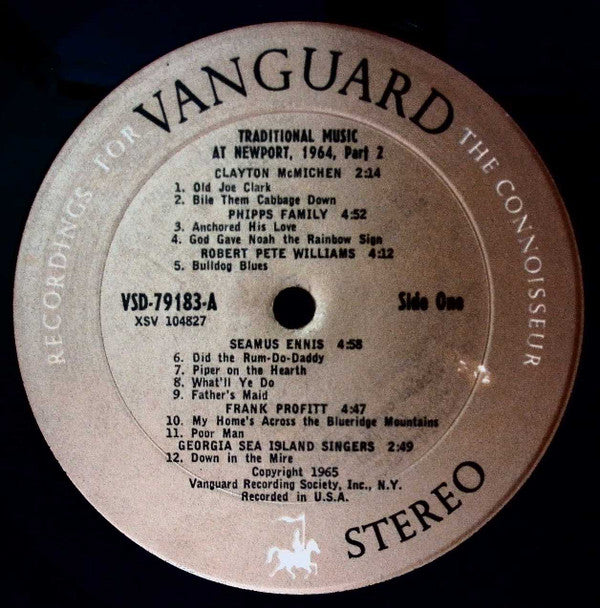 VANGUARD
RECORDINGS FOR THE CONNOISSEUR
TRADITIONAL MUSIC
AT NEWPORT, 1964, Part 2
CLAYTON McMICHEN 2:14
1. Old Joe Clark
2. Bile Them Cabbage Down
PHIPPS FAMILY 4:52
3. Anchored His Love
4. God Gave Noah the Rainbow Sign
ROBERT PETE WILLIAMS 4:12
5. Bulldog Blues
VSD-79183-A Side One
XSV 104827
SEAMUS ENNIS 4:58
6. Did the Rum-Do-Daddy
7. Piper on the Hearth
8. What'll Ye Do
9. Father's Maid
FRANK PROFITT 4:47
10. My Home's Across the Blueridge Mountains
11. Poor Man
GEORGIA SEA ISLAND SINGERS 2:49
12. Down in the Mire
Copyright 1965
Vanguard Recording Society, Inc., N.Y.
Recorded in U.S.A.
STEREO